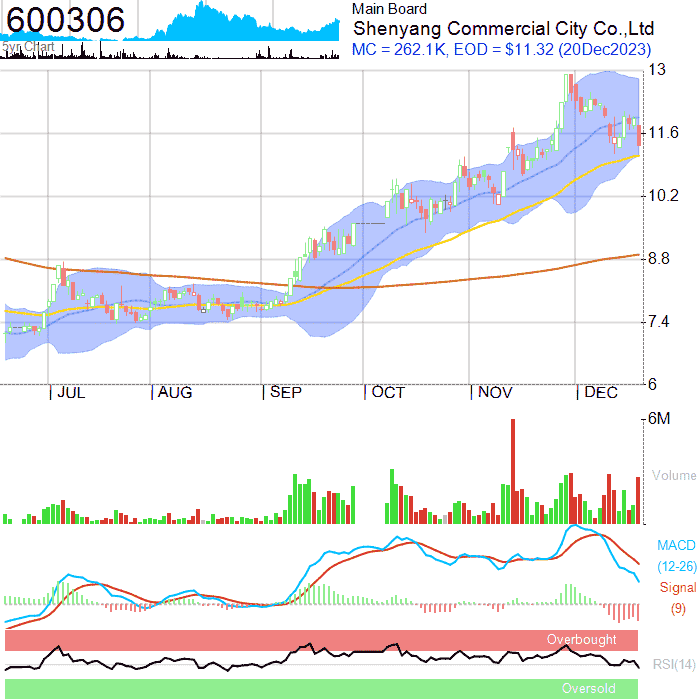 600306
5yr Chart
Main Board
Shenyang Commercial City Co.,Ltd
MC = 262.1K, EOD = $11.32 (20Dec2023)
13
11.6
10.2
8.8
7.4
6
JUL AUG SEP OCT NOV DEC
6M
Volume
MACD
(12-26)
Signal
(9)
Overbought
RSI(14)
Oversold